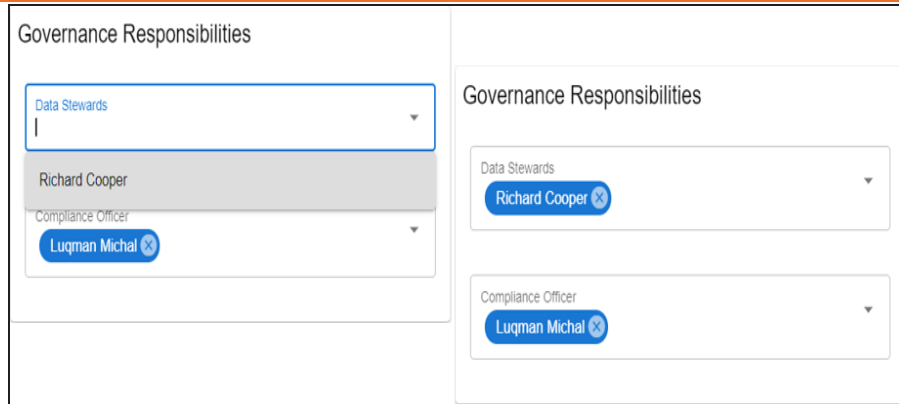 Governance Responsibilities
Data Stewards
Richard Cooper
Compliance Officer
Luqman Michal
Governance Responsibilities
Data Stewards
Richard Cooper
Compliance Officer
Luqman Michal